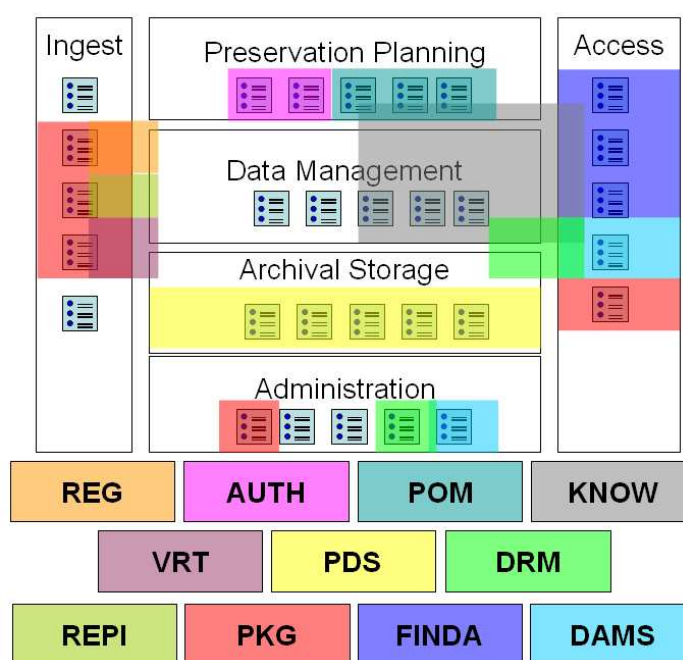 Ingest
Preservation Planning
Access
Data Management
Archival Storage
Administration
REG AUTH POM KNOW
VRT PDS DRM
REPI PKG FINDA DAMS